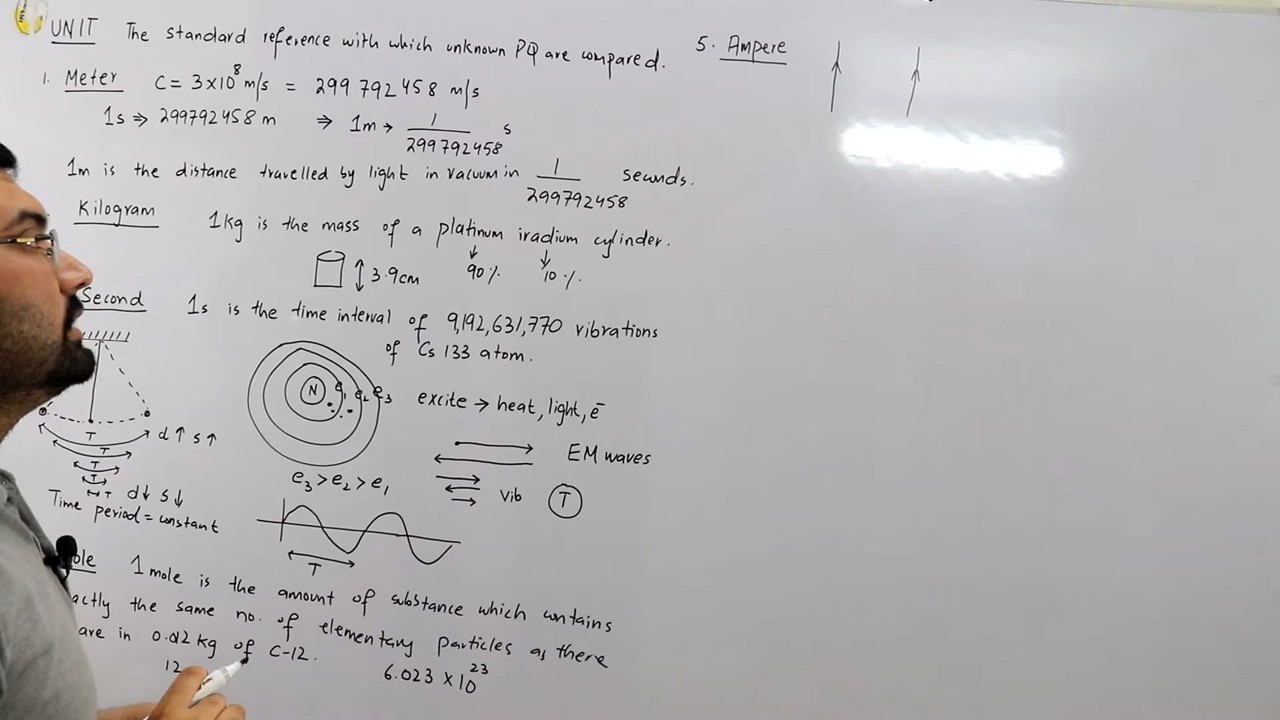 UNIT The standard reference with which unknown PQ are compared.
1. Meter C = 3×10⁸ m/s = 299 792 458 m/s
1s ⇒ 299792458 m ⇒ 1m → 1/299792458 s
1m is the distance travelled by light in vacuum in 1/299792458 seconds.
Kilogram 1kg is the mass of a platinum iradium cylinder.
3.9cm 90% 10%
Second 1s is the time interval of 9,192,631,770 vibrations
of Cs 133 atom.
N e₁ e₂ e₃ excite → heat, light, e⁻
T d↑ s↑
T
T
T
T d↓ s↓
EM waves
e₃ > e₂ > e₁ Vib T
Time period = constant
T
ole 1 mole is the amount of substance which contains
actly the same no. of elementary particles as there
are in 0.012 kg of C-12.
12 6.023 × 10²³
5. Ampere